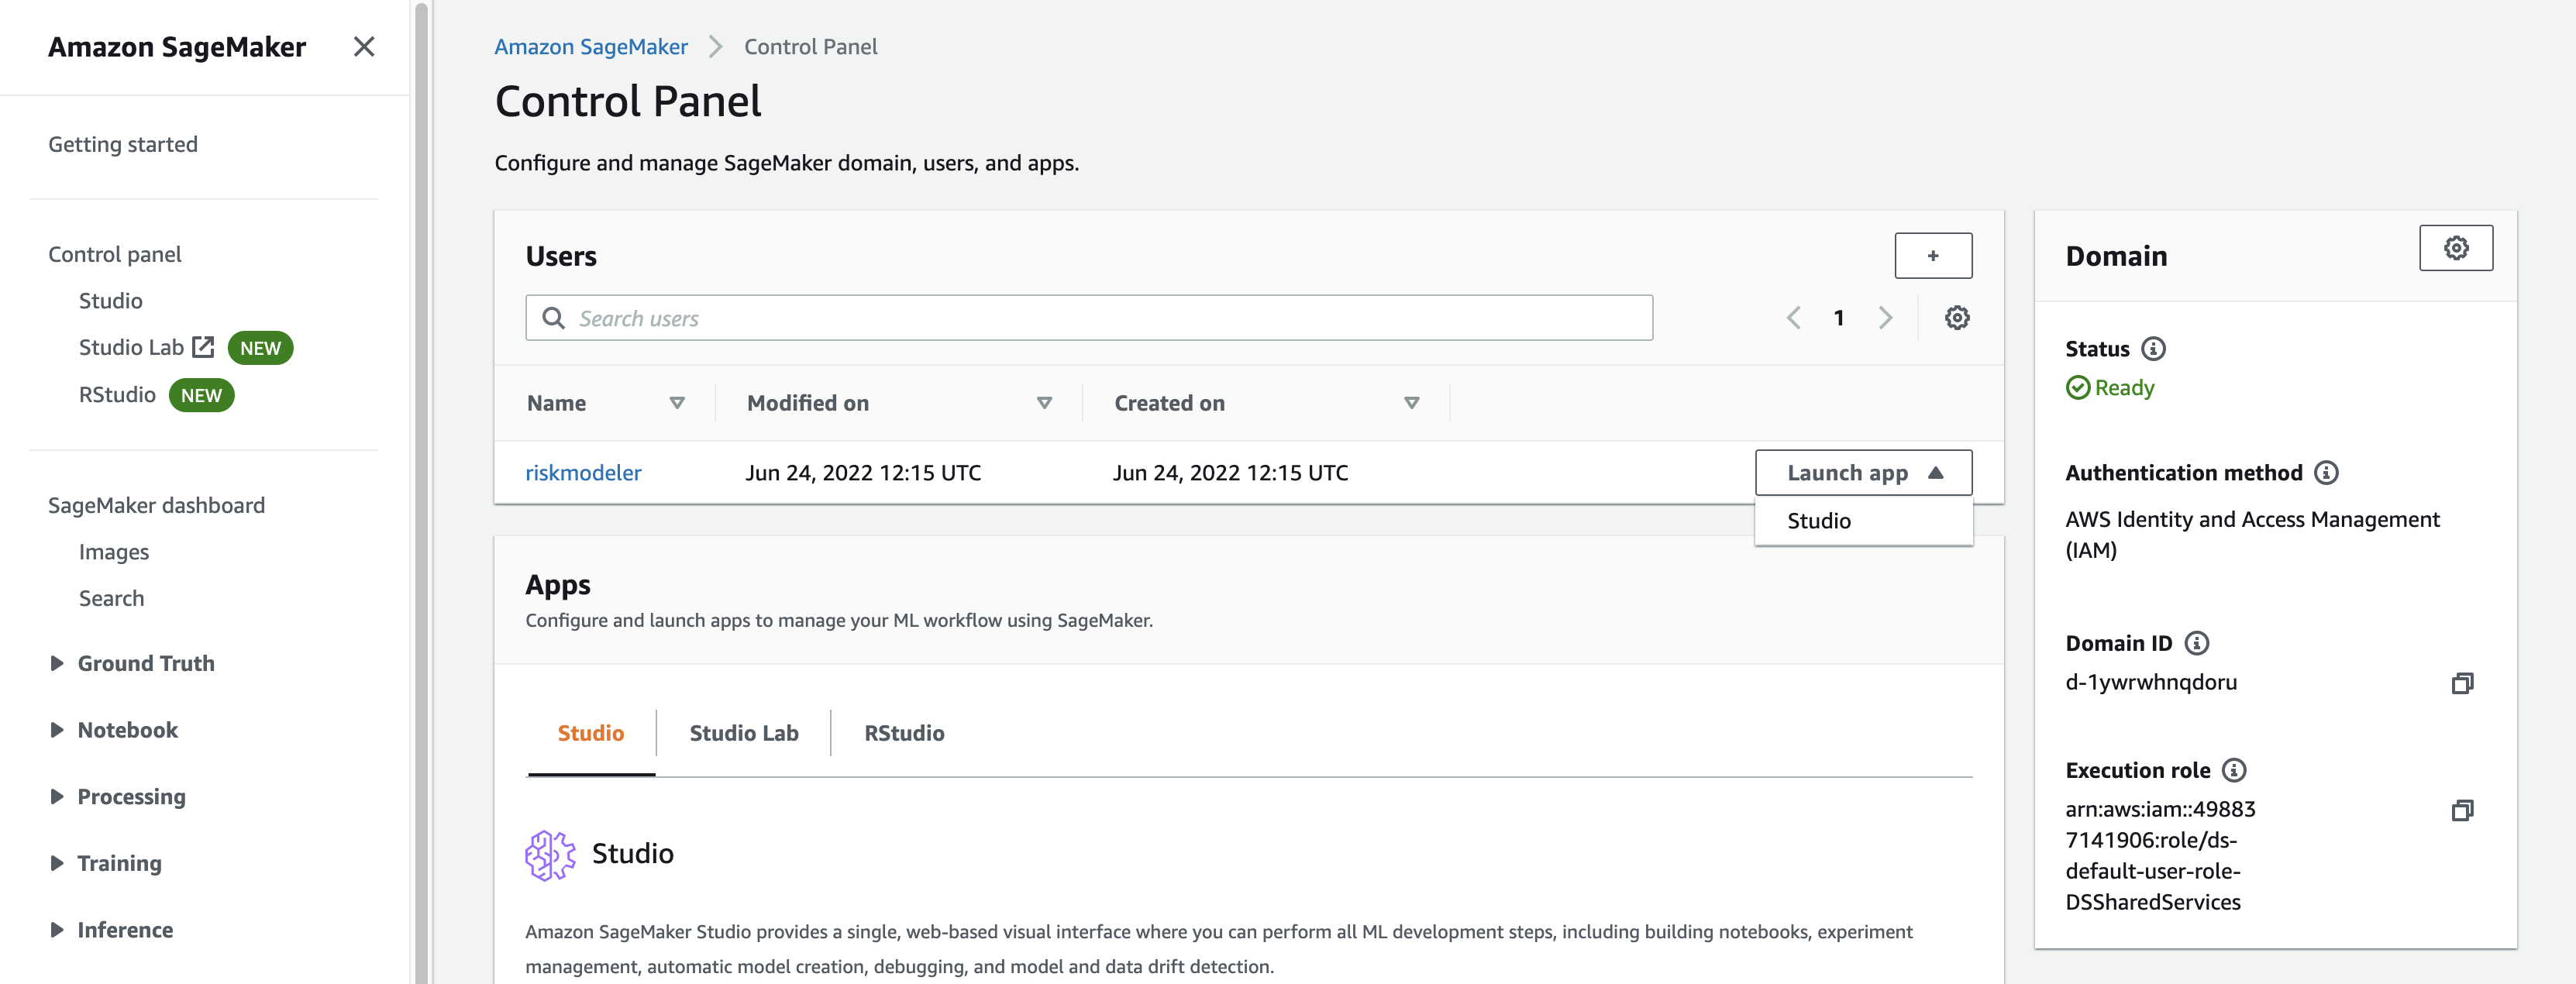 Amazon SageMaker
Getting started
Control panel
Studio
Studio Lab NEW
RStudio NEW
SageMaker dashboard
Images
Search
Ground Truth
Notebook
Processing
Training
Inference
Amazon SageMaker > Control Panel
Control Panel
Configure and manage SageMaker domain, users, and apps.
Users
+
Search users
1
Name Modified on Created on
riskmodeler Jun 24, 2022 12:15 UTC Jun 24, 2022 12:15 UTC Launch app
Studio
Apps
Configure and launch apps to manage your ML workflow using SageMaker.
Studio Studio Lab RStudio
Studio
Amazon SageMaker Studio provides a single, web-based visual interface where you can perform all ML development steps, including building notebooks, experiment
management, automatic model creation, debugging, and model and data drift detection.
Domain
Status
Ready
Authentication method
AWS Identity and Access Management
(IAM)
Domain ID
d-1ywrwhnqdoru
Execution role
arn:aws:iam::49883
7141906:role/ds-
default-user-role-
DSSharedServices